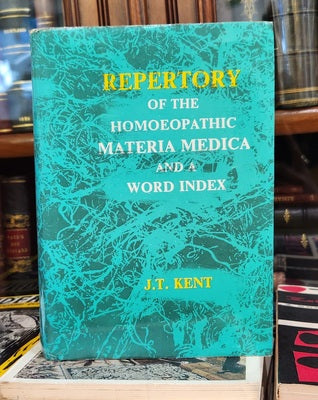 REPERTORY
OF THE
HOMOEOPATHIC
MATERIA MEDICA
AND A
WORD INDEX
J.T. KENT